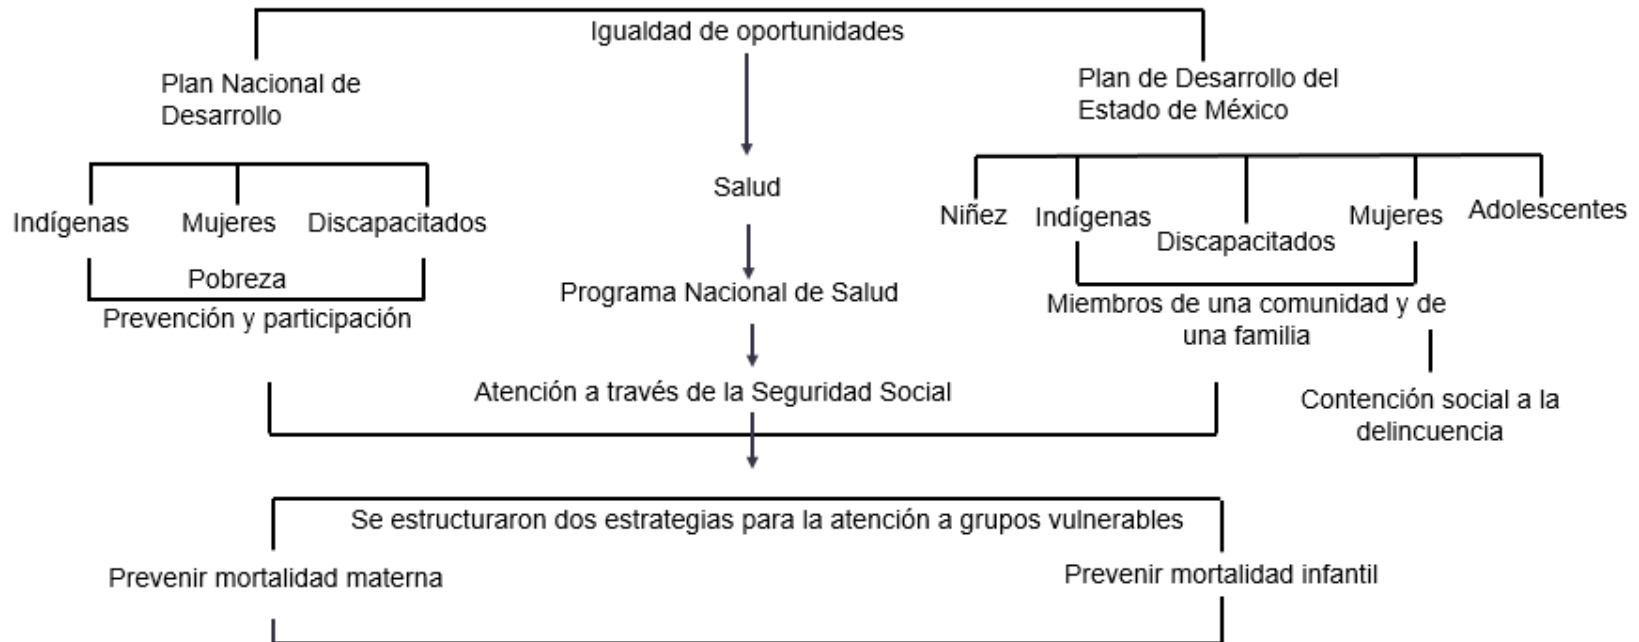 Igualdad de oportunidades
Plan Nacional de
Desarrollo
Plan de Desarrollo del
Estado de México
Salud
Indígenas
Mujeres
Discapacitados
Niñez
Indígenas
Discapacitados
Mujeres
Adolescentes
Pobreza
Prevención y participación
Programa Nacional de Salud
Miembros de una comunidad y de
una familia
Atención a través de la Seguridad Social
Contención social a la
delincuencia
Se estructuraron dos estrategias para la atención a grupos vulnerables
Prevenir mortalidad materna
Prevenir mortalidad infantil